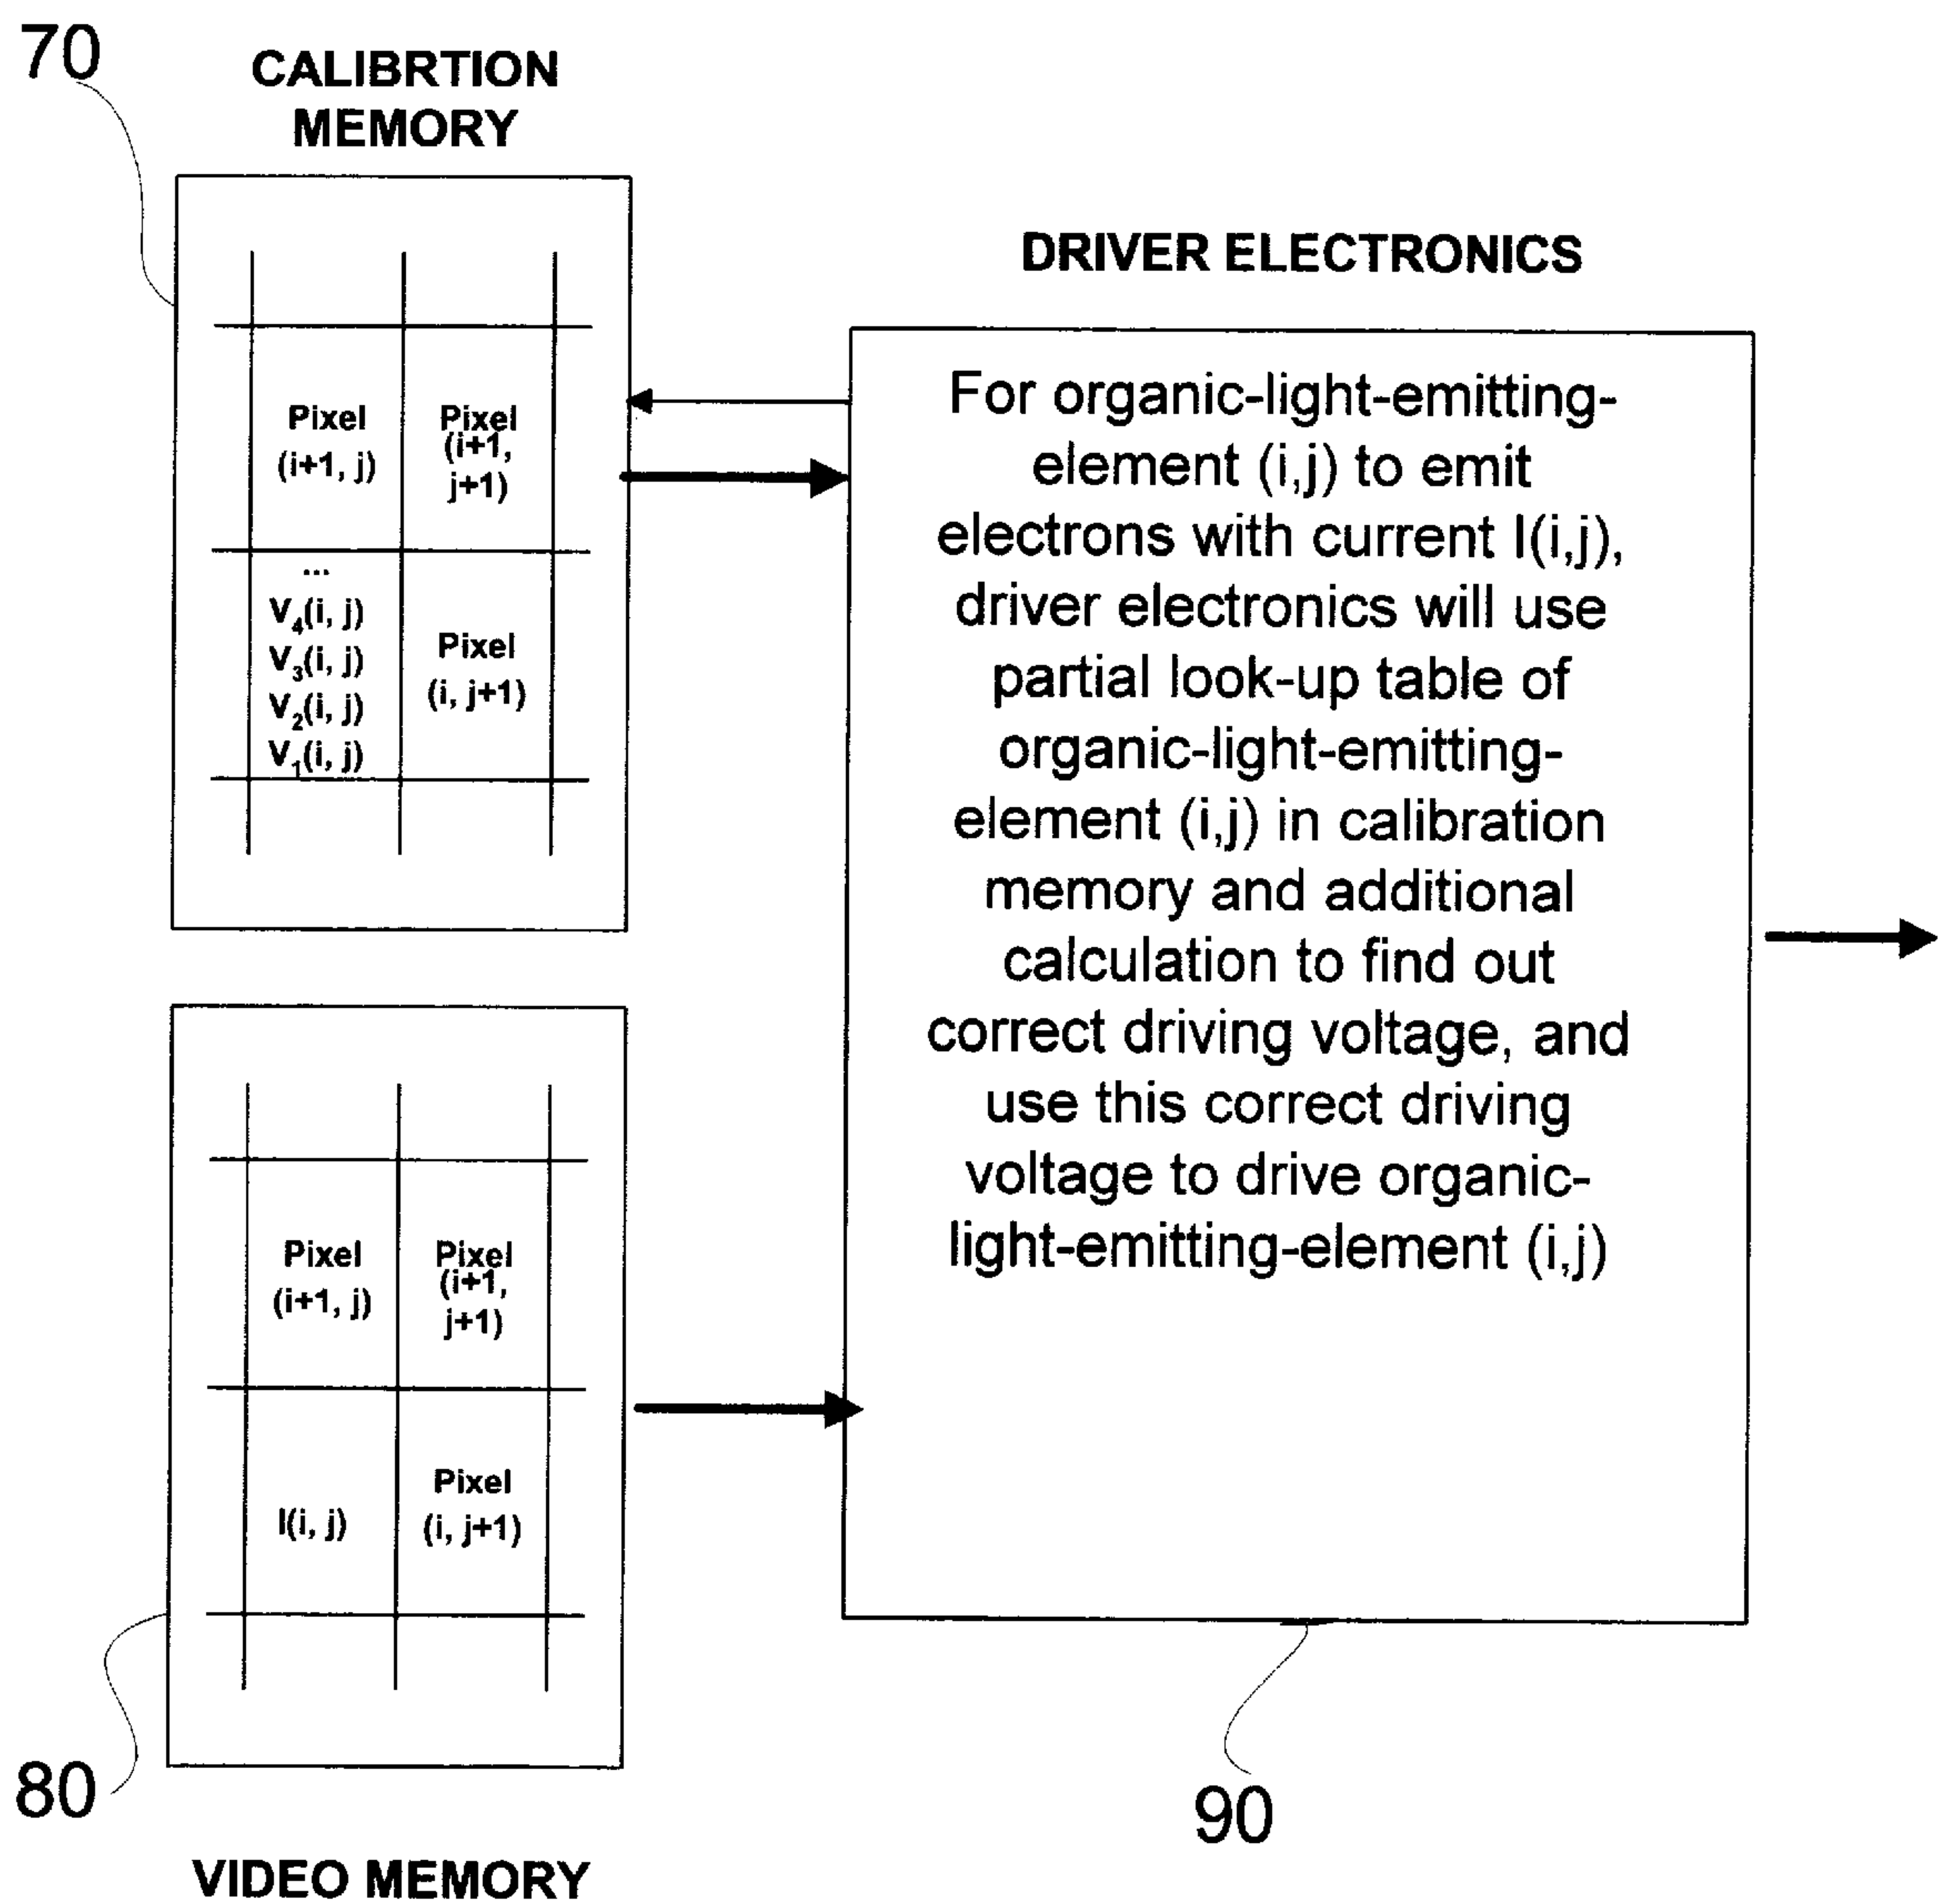 70
CALIBRTION
MEMORY
Pixel
(i+1, j)
Pixel
(i+1,
j+1)
...
V4(i, j)
V3(i, j)
V2(i, j)
V1(i, j)
Pixel
(i, j+1)
DRIVER ELECTRONICS
For organic-light-emitting-
element (i,j) to emit
electrons with current I(i,j),
driver electronics will use
partial look-up table of
organic-light-emitting-
element (i,j) in calibration
memory and additional
calculation to find out
correct driving voltage, and
use this correct driving
voltage to drive organic-
light-emitting-element (i,j)
90
Pixel
(i+1, j)
Pixel
(i+1,
j+1)
I(i, j)
Pixel
(i, j+1)
80
VIDEO MEMORY